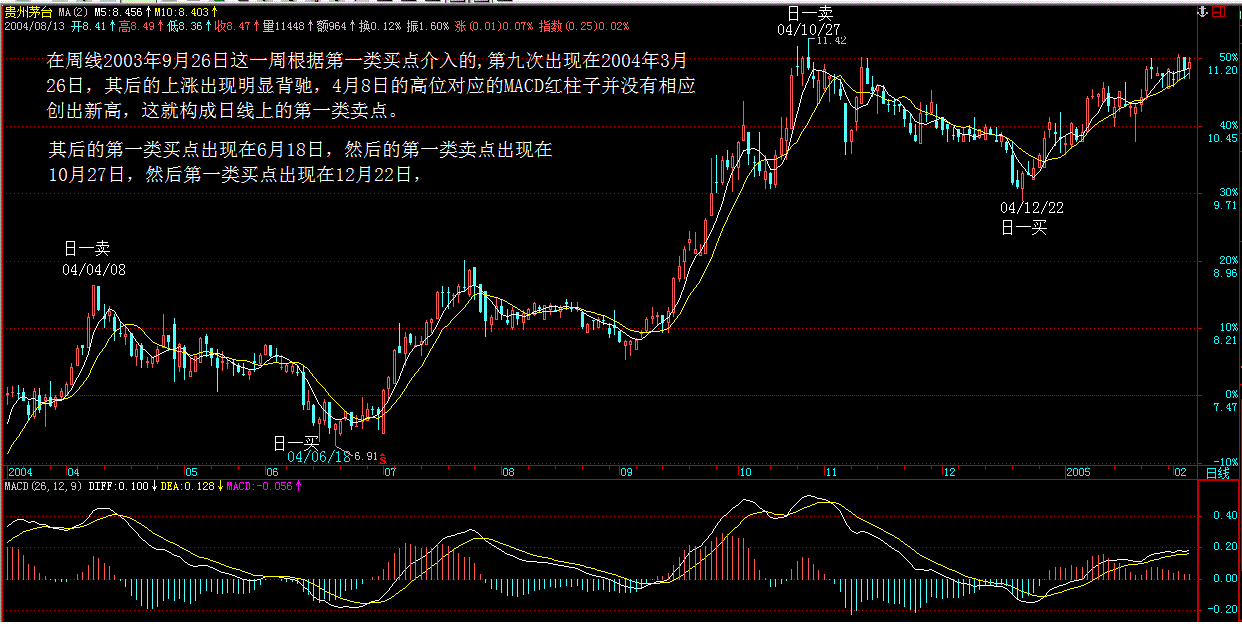 贵州茅台 MA(2) M5:8.456↑M10:8.403↑
2004/08/13 开8.41↑高8.49↑低8.36↑收8.47↑量11448↑额964↑换0.12% 振1.60% 涨(0.01)0.07% 指数(0.25)0.02%
在周线2003年9月26日这一周根据第一类买点介入的,第九次出现在2004年3月
26日，其后的上涨出现明显背驰，4月8日的高位对应的MACD红柱子并没有相应
创出新高，这就构成日线上的第一类卖点。
其后的第一类买点出现在6月18日，然后的第一类卖点出现在
10月27日，然后第一类买点出现在12月22日，
日一卖
04/10/27
11.42
日一卖
04/04/08
04/12/22
日一买
日一买
04/06/18
6.91
S
50%
11.20
40%
10.45
30%
9.71
20%
8.96
10%
8.21
0%
7.47
-10%
2004 04 05 06 07 08 09 10 11 12 2005 02 日线
MACD(26,12,9) DIFF:0.100↓DEA:0.128↓MACD:-0.056↑
0.40
0.20
0.00
-0.20